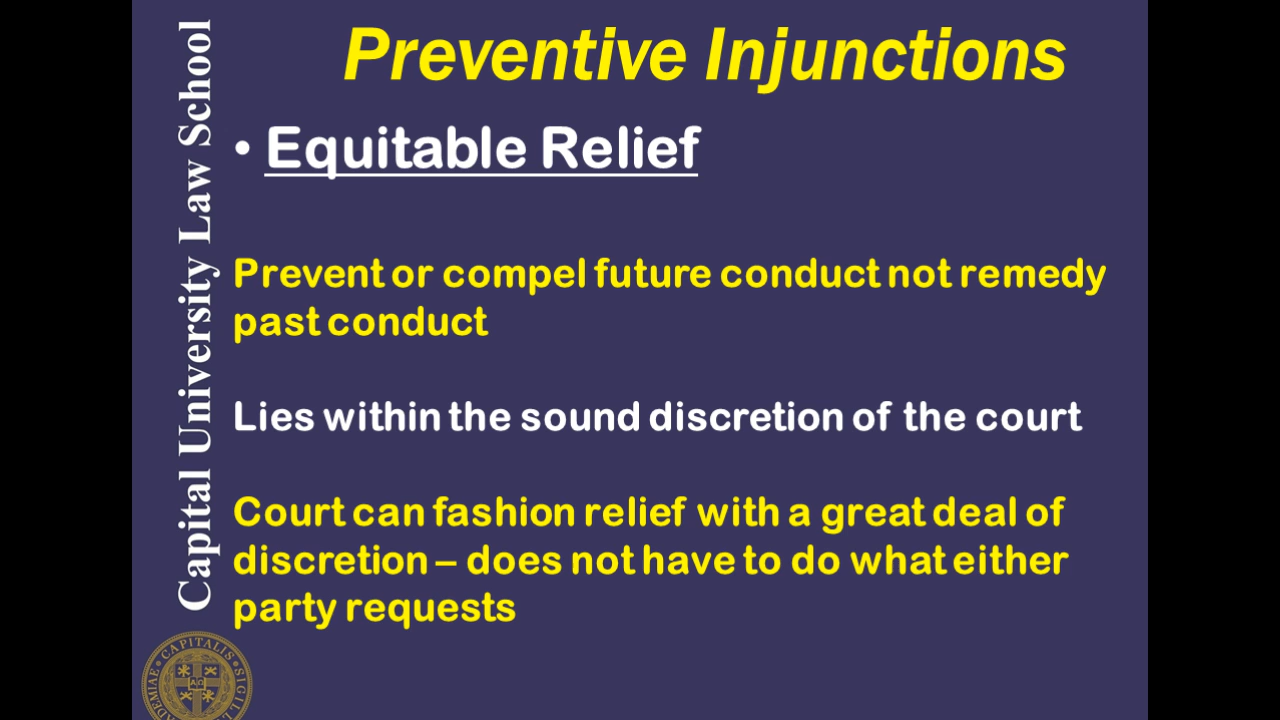 Preventive Injunctions
• Equitable Relief
Prevent or compel future conduct not remedy
past conduct
Lies within the sound discretion of the court
Court can fashion relief with a great deal of
discretion – does not have to do what either
party requests
Capital University Law School
CAPITALIS
ΑΩ